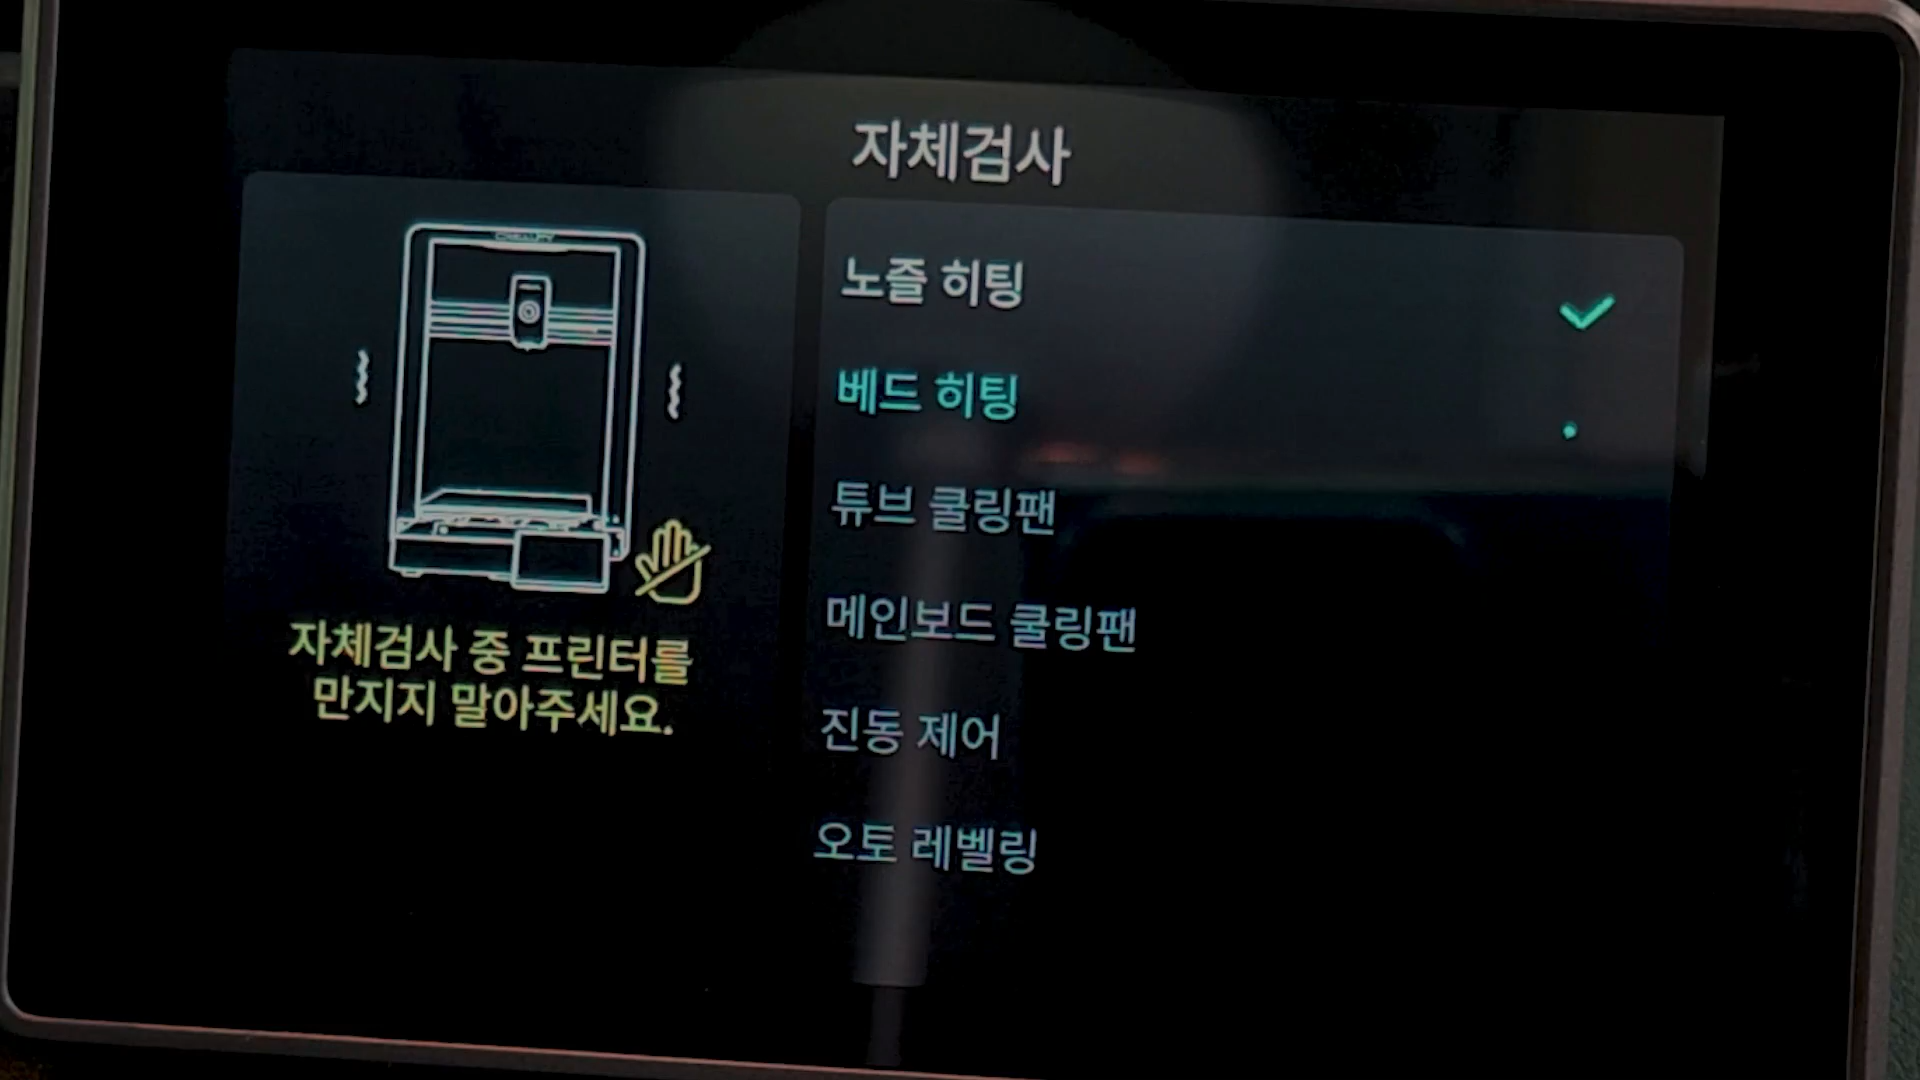 자체검사
CREALITY
노즐 히팅
베드 히팅
튜브 쿨링팬
메인보드 쿨링팬
진동 제어
오토 레벨링
자체검사 중 프린터를
만지지 말아주세요.